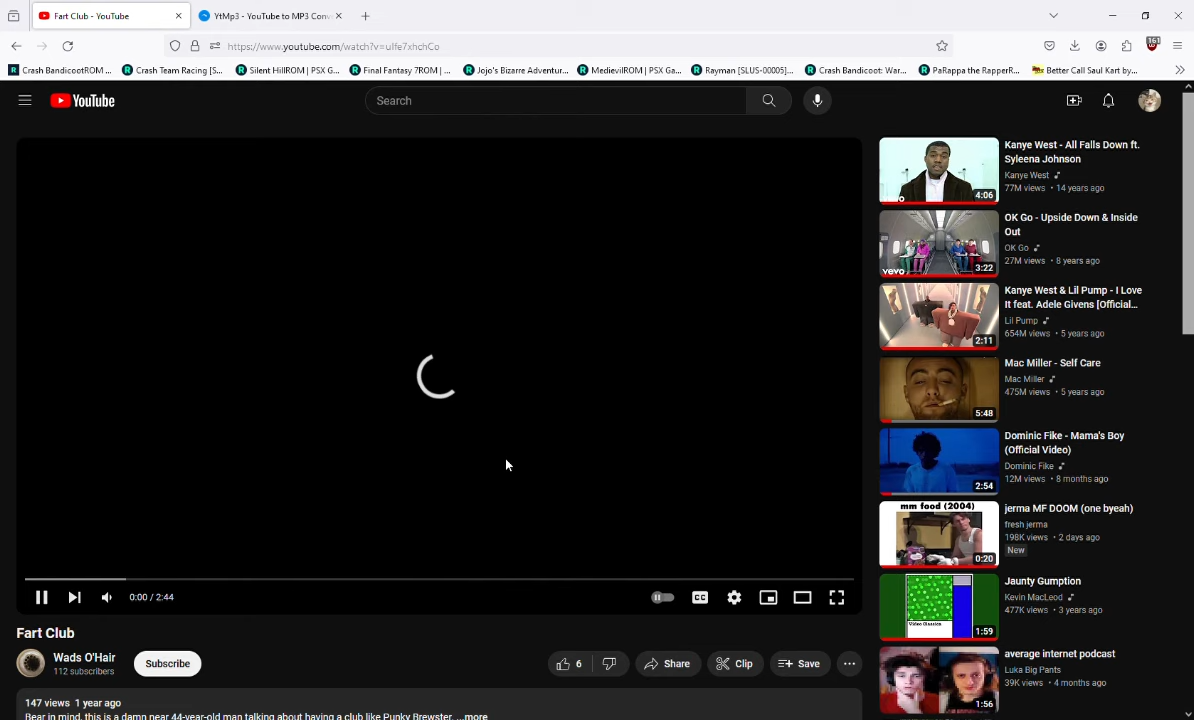 Fart Club - YouTube
YtMp3 - YouTube to MP3 Conv
https://www.youtube.com/watch?v=ulfe7xhchCo
161
Crash BandicootROM ...
Crash Team Racing [S...
Silent HillROM | PSX G...
Final Fantasy 7ROM | ...
Jojo's Bizarre Adventur...
MedievilROM | PSX Ga...
Rayman [SLUS-00005]...
Crash Bandicoot: War...
PaRappa the RapperR...
Better Call Saul Kart by...
YouTube
Search
0:00 / 2:44
CC
Fart Club
Wads O'Hair
112 subscribers
Subscribe
6
Share
Clip
Save
147 views 1 year ago
Bear in mind, this is a damn near 44-year-old man talking about having a club like Punky Brewster. ...more
Kanye West - All Falls Down ft.
Syleena Johnson
Kanye West
77M views • 14 years ago
4:06
OK Go - Upside Down & Inside
Out
OK Go
27M views • 8 years ago
vevo
3:22
Kanye West & Lil Pump - I Love
It feat. Adele Givens [Official...
Lil Pump
654M views • 5 years ago
2:11
Mac Miller - Self Care
Mac Miller
475M views • 5 years ago
5:48
Dominic Fike - Mama's Boy
(Official Video)
Dominic Fike
12M views • 8 months ago
2:54
mm food (2004)
jerma MF DOOM (one byeah)
fresh jerma
198K views • 2 days ago
New
0:20
Jaunty Gumption
Kevin MacLeod
477K views • 3 years ago
Video Classica
1:59
average internet podcast
Luka Big Pants
39K views • 4 months ago
1:56